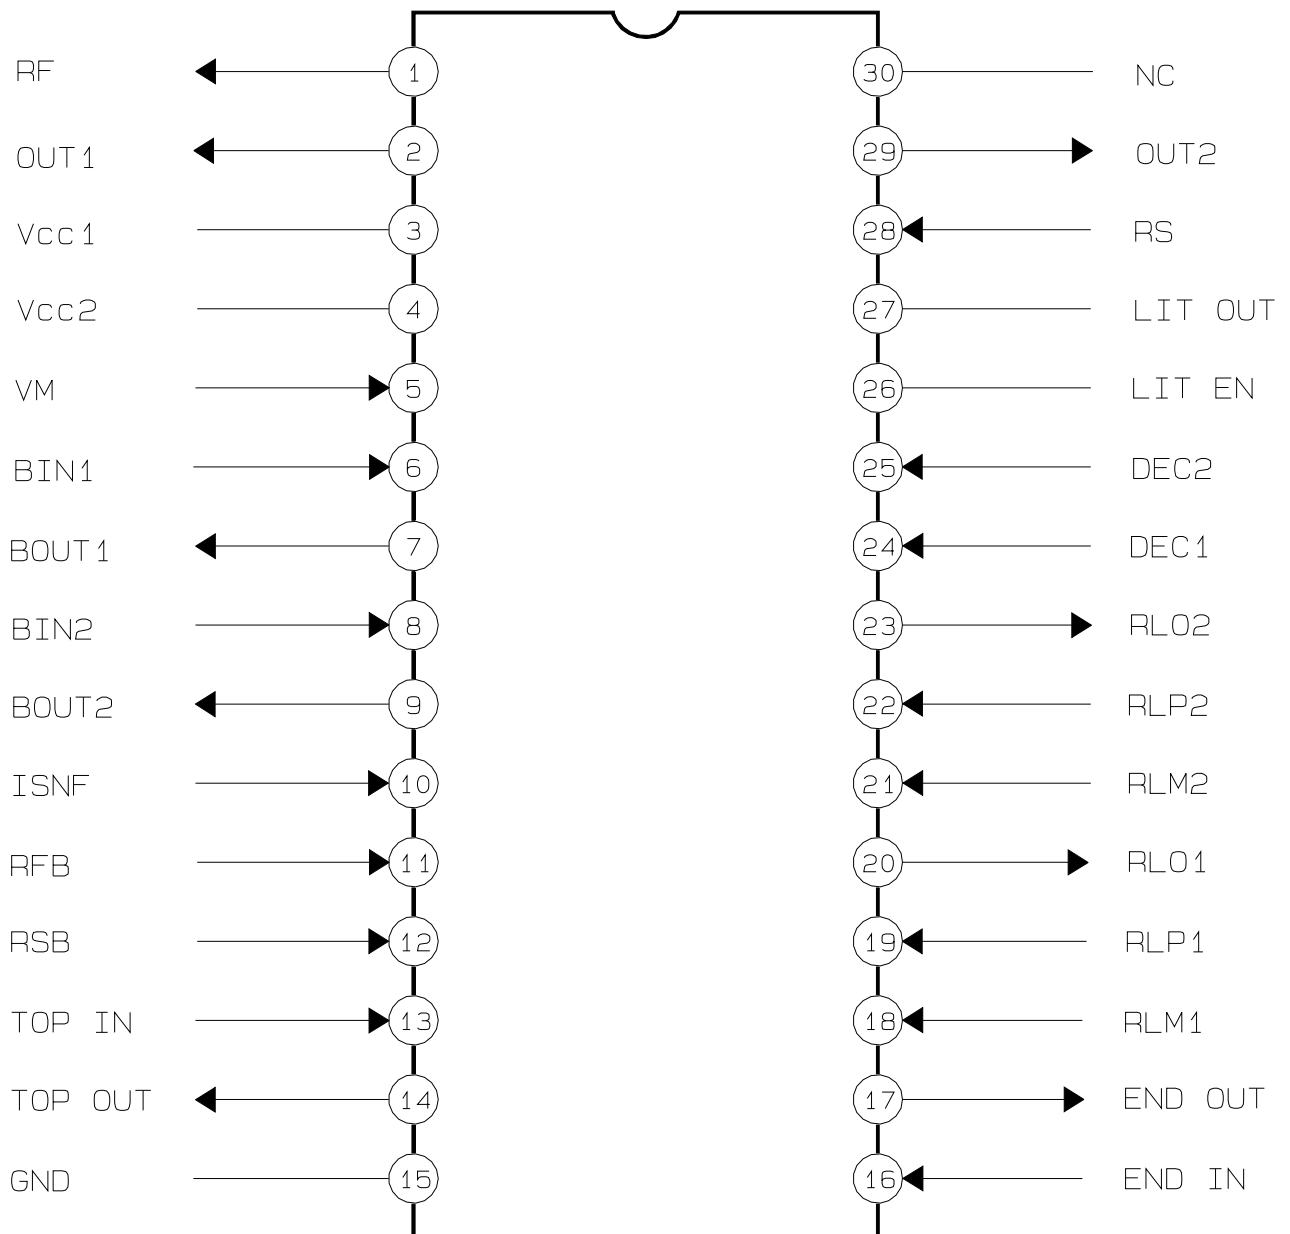 RF 1 30 NC
OUT1 2 29 OUT2
Vcc1 3 28 RS
Vcc2 4 27 LIT OUT
VM 5 26 LIT EN
BIN1 6 25 DEC2
BOUT1 7 24 DEC1
BIN2 8 23 RLO2
BOUT2 9 22 RLP2
ISNF 10 21 RLM2
RFB 11 20 RLO1
RSB 12 19 RLP1
TOP IN 13 18 RLM1
TOP OUT 14 17 END OUT
GND 15 16 END IN